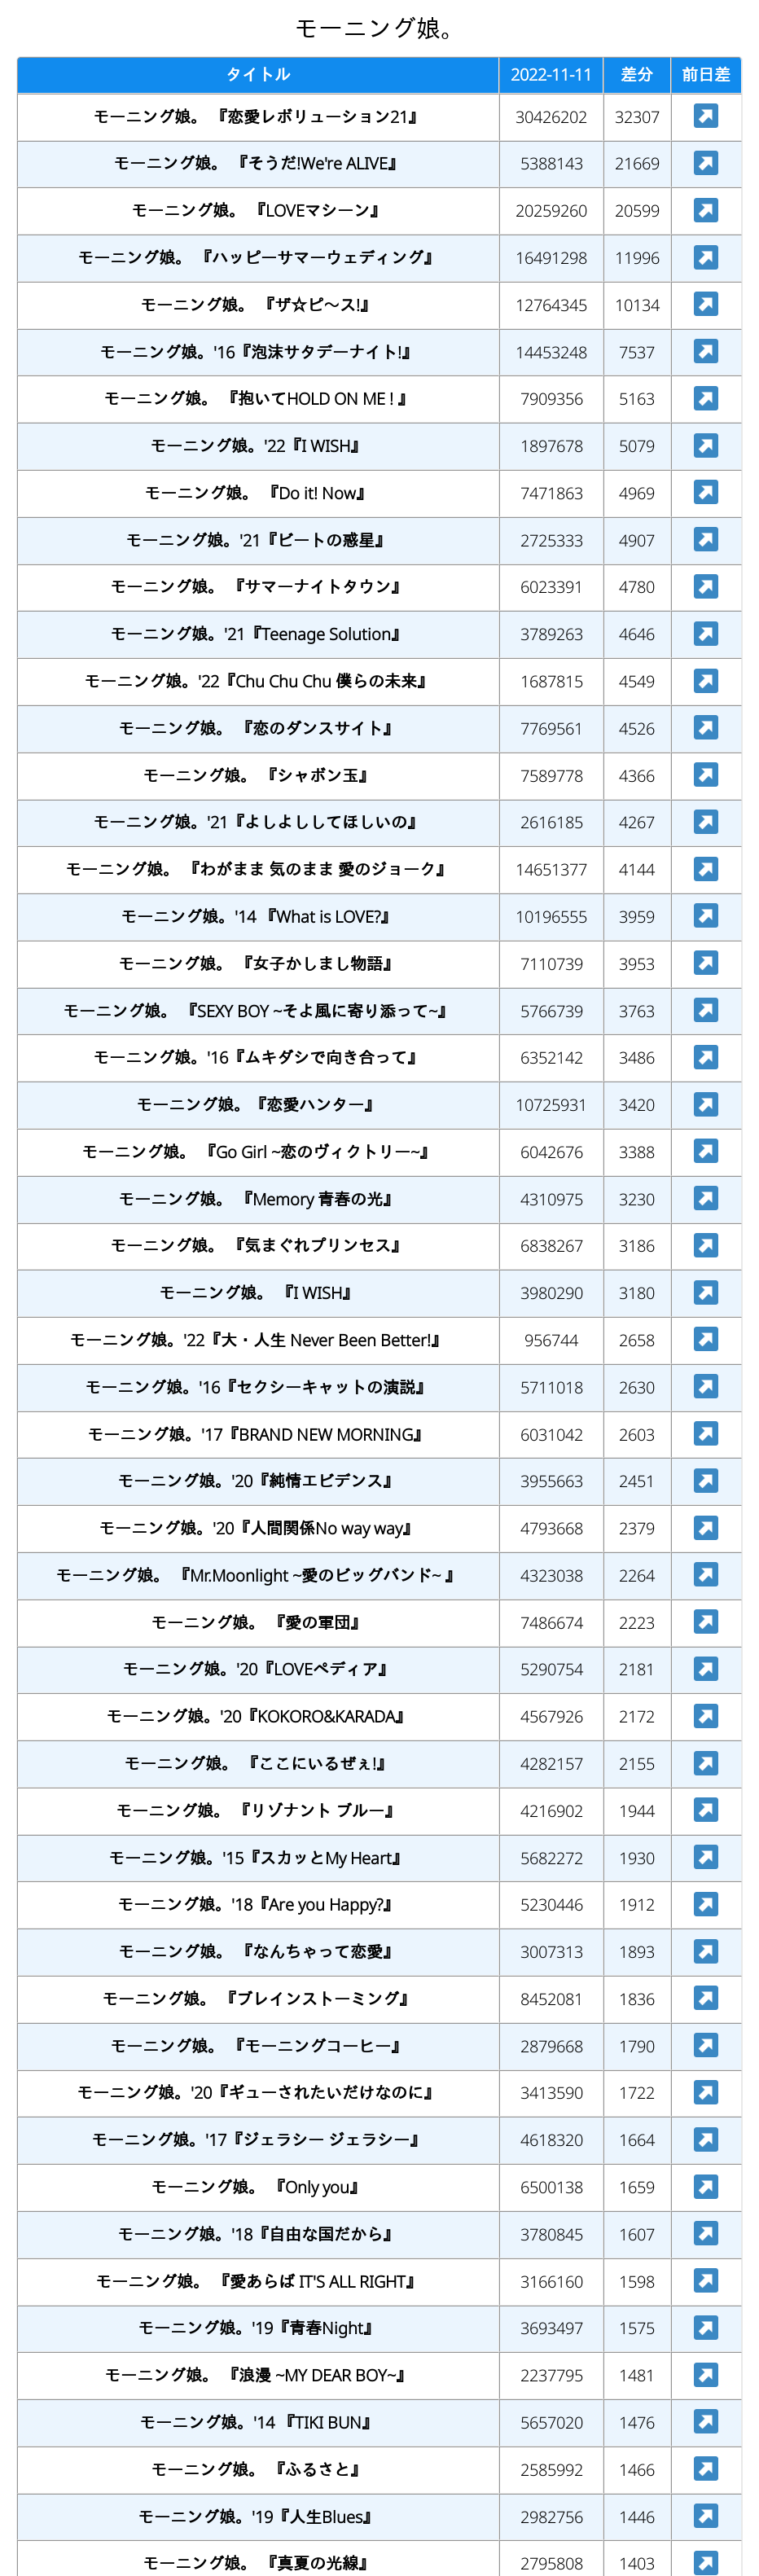 モーニング娘。
タイトル 2022-11-11 差分 前日差
モーニング娘。 『恋愛レボリューション21』 30426202 32307
モーニング娘。 『そうだ!We're ALIVE』 5388143 21669
モーニング娘。 『LOVEマシーン』 20259260 20599
モーニング娘。 『ハッピーサマーウェディング』 16491298 11996
モーニング娘。 『ザ☆ピ〜ス!』 12764345 10134
モーニング娘。'16『泡沫サタデーナイト!』 14453248 7537
モーニング娘。 『抱いてHOLD ON ME ! 』 7909356 5163
モーニング娘。'22『I WISH』 1897678 5079
モーニング娘。 『Do it! Now』 7471863 4969
モーニング娘。'21『ビートの惑星』 2725333 4907
モーニング娘。 『サマーナイトタウン』 6023391 4780
モーニング娘。'21『Teenage Solution』 3789263 4646
モーニング娘。'22『Chu Chu Chu 僕らの未来』 1687815 4549
モーニング娘。 『恋のダンスサイト』 7769561 4526
モーニング娘。 『シャボン玉』 7589778 4366
モーニング娘。'21『よしよししてほしいの』 2616185 4267
モーニング娘。 『わがまま 気のまま 愛のジョーク』 14651377 4144
モーニング娘。'14 『What is LOVE?』 10196555 3959
モーニング娘。 『女子かしまし物語』 7110739 3953
モーニング娘。 『SEXY BOY ~そよ風に寄り添って~』 5766739 3763
モーニング娘。'16『ムキダシで向き合って』 6352142 3486
モーニング娘。『恋愛ハンター』 10725931 3420
モーニング娘。 『Go Girl ~恋のヴィクトリー~』 6042676 3388
モーニング娘。 『Memory 青春の光』 4310975 3230
モーニング娘。 『気まぐれプリンセス』 6838267 3186
モーニング娘。 『I WISH』 3980290 3180
モーニング娘。'22『大・人生 Never Been Better!』 956744 2658
モーニング娘。'16『セクシーキャットの演説』 5711018 2630
モーニング娘。'17『BRAND NEW MORNING』 6031042 2603
モーニング娘。'20『純情エビデンス』 3955663 2451
モーニング娘。'20『人間関係No way way』 4793668 2379
モーニング娘。 『Mr.Moonlight ~愛のビッグバンド~ 』 4323038 2264
モーニング娘。 『愛の軍団』 7486674 2223
モーニング娘。'20『LOVEペディア』 5290754 2181
モーニング娘。'20『KOKORO&KARADA』 4567926 2172
モーニング娘。 『ここにいるぜぇ!』 4282157 2155
モーニング娘。 『リゾナント ブルー』 4216902 1944
モーニング娘。'15『スカッとMy Heart』 5682272 1930
モーニング娘。'18『Are you Happy?』 5230446 1912
モーニング娘。 『なんちゃって恋愛』 3007313 1893
モーニング娘。 『ブレインストーミング』 8452081 1836
モーニング娘。 『モーニングコーヒー』 2879668 1790
モーニング娘。'20『ギューされたいだけなのに』 3413590 1722
モーニング娘。'17『ジェラシー ジェラシー』 4618320 1664
モーニング娘。 『Only you』 6500138 1659
モーニング娘。'18『自由な国だから』 3780845 1607
モーニング娘。 『愛あらば IT'S ALL RIGHT』 3166160 1598
モーニング娘。'19『青春Night』 3693497 1575
モーニング娘。 『浪漫 ~MY DEAR BOY~』 2237795 1481
モーニング娘。'14 『TIKI BUN』 5657020 1476
モーニング娘。 『ふるさと』 2585992 1466
モーニング娘。'19『人生Blues』 2982756 1446
モーニング娘。 『真夏の光線』 2795808 1403